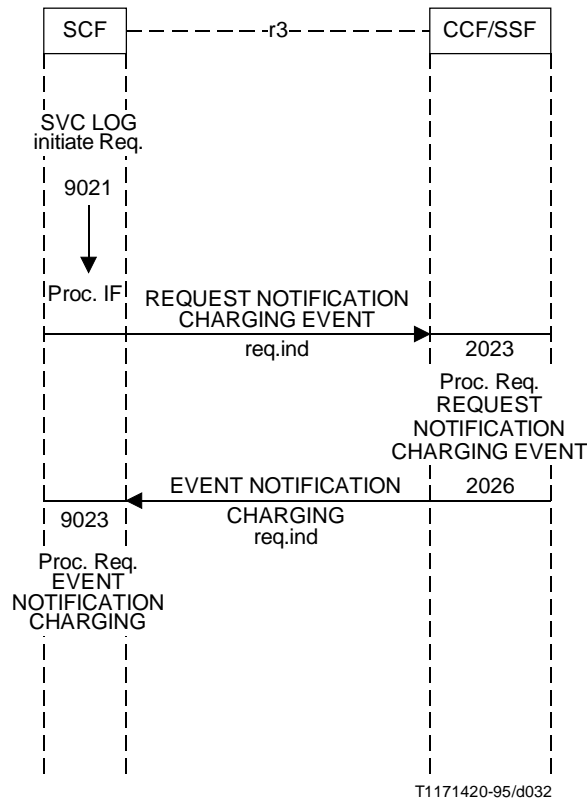 SCF
r3
CCF/SSF
SVC LOG
initiate Req.
9021
Proc. IF
REQUEST NOTIFICATION
CHARGING EVENT
req.ind
2023
Proc. Req.
REQUEST
NOTIFICATION
CHARGING EVENT
EVENT NOTIFICATION
2026
CHARGING
req.ind
9023
Proc. Req.
EVENT
NOTIFICATION
CHARGING
T1171420-95/d032